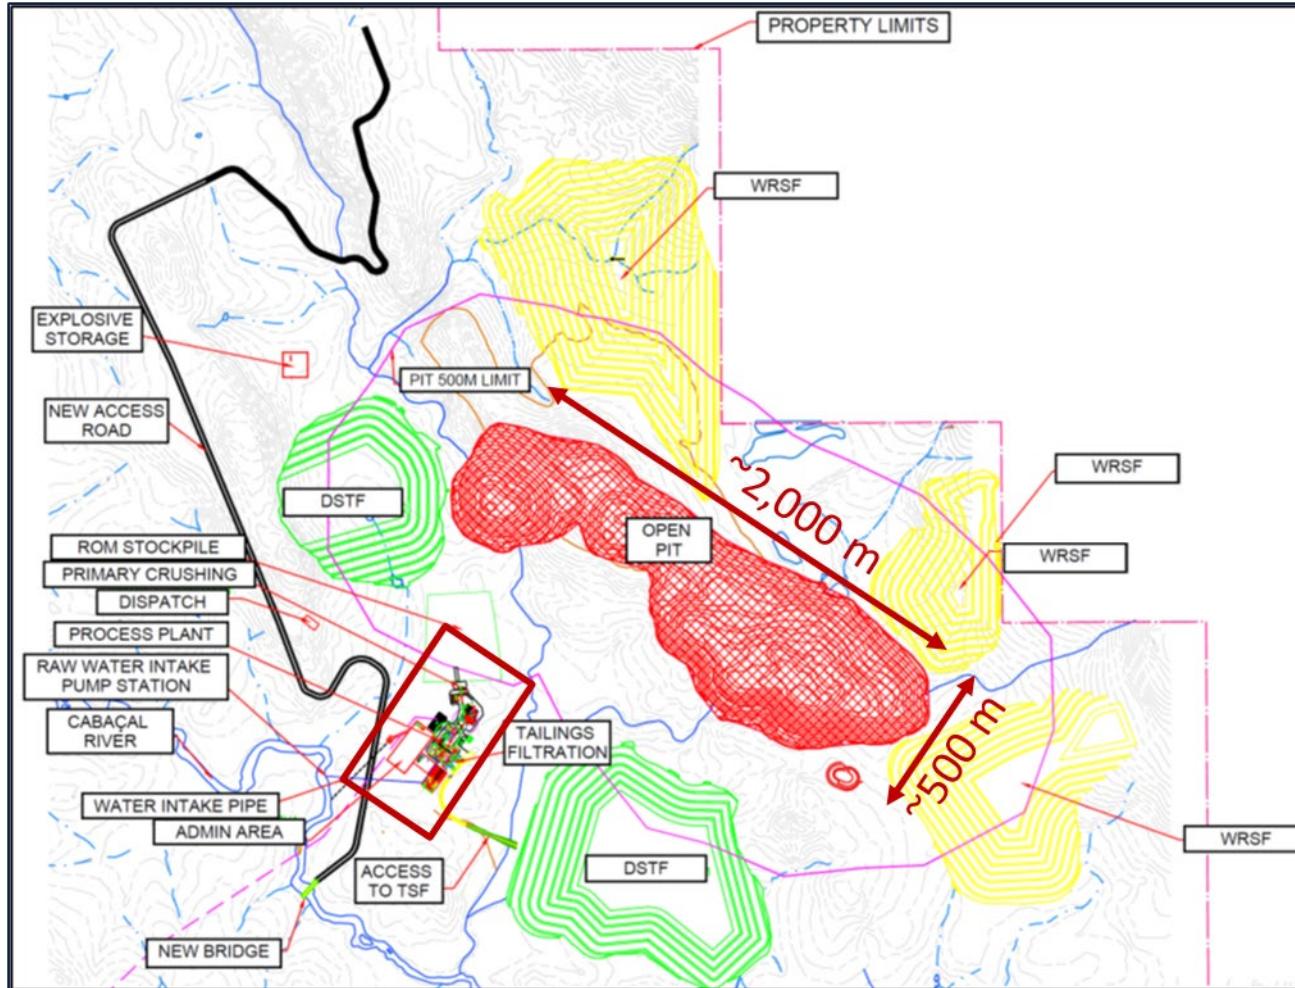 PROPERTY LIMITS
WRSF
EXPLOSIVE
STORAGE
PIT 500M LIMIT
NEW ACCESS
ROAD
~2,000 m
WRSF
DSTF
OPEN
PIT
WRSF
ROM STOCKPILE
PRIMARY CRUSHING
DISPATCH
PROCESS PLANT
RAW WATER INTAKE
PUMP STATION
CABAÇAL
RIVER
TAILINGS
FILTRATION
~500 m
WATER INTAKE PIPE
ADMIN AREA
WRSF
ACCESS
TO TSF
DSTF
NEW BRIDGE